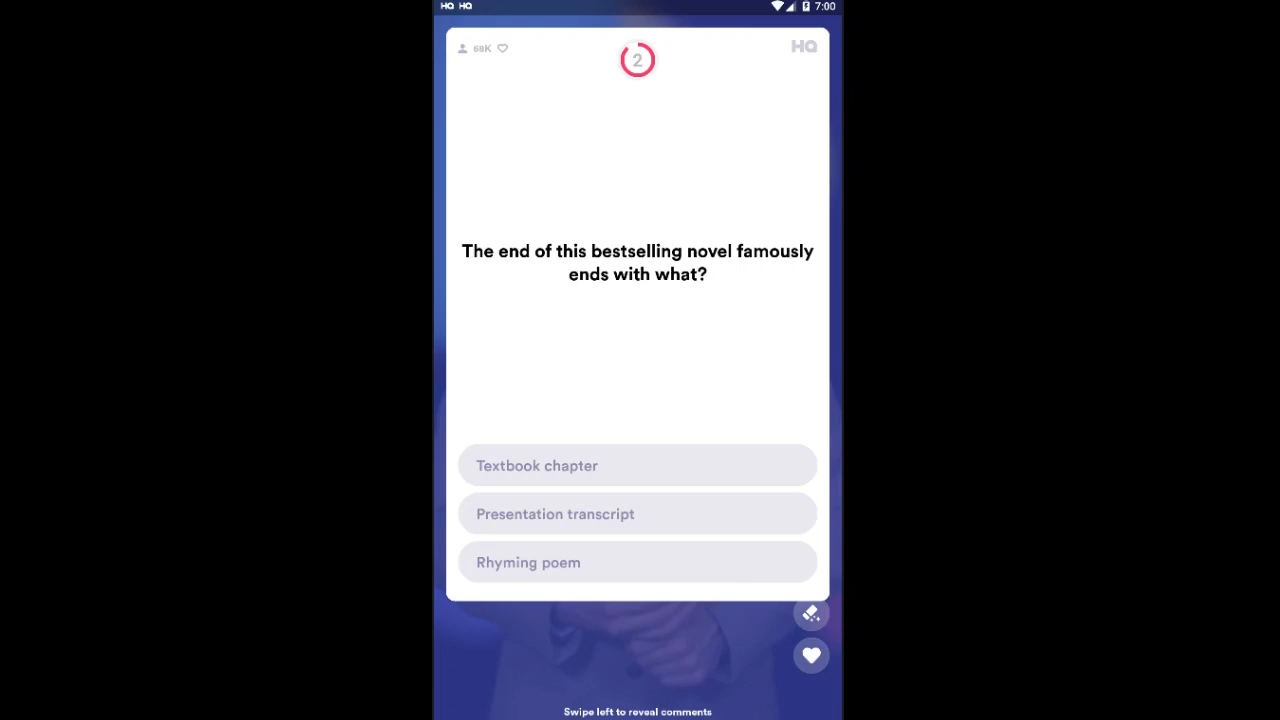 HQ HQ 7:00
68K 2 HQ
The end of this bestselling novel famously
ends with what?
Textbook chapter
Presentation transcript
Rhyming poem
Swipe left to reveal comments